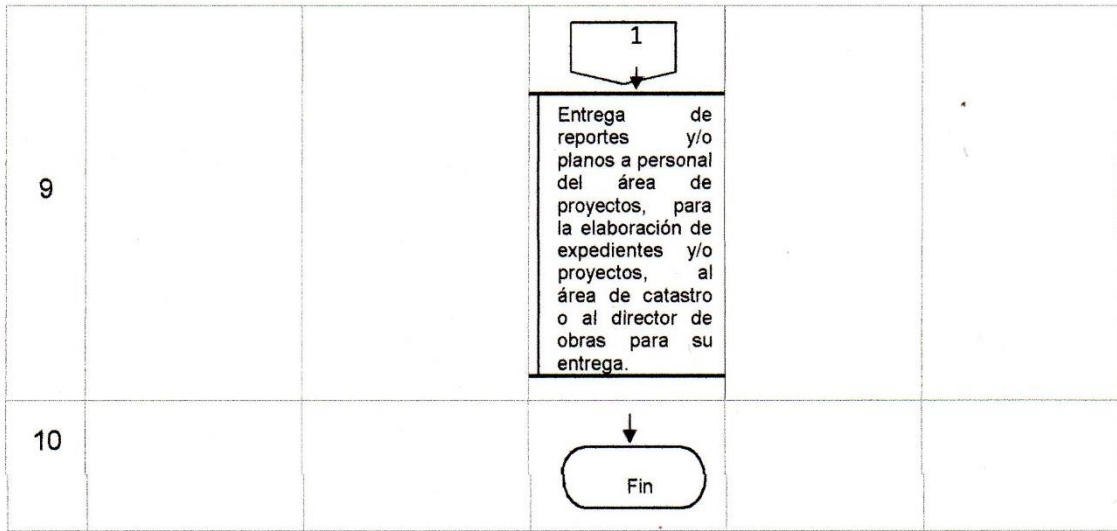 1
Entrega de
reportes y/o
planos a personal
del área de
proyectos, para
la elaboración de
expedientes y/o
proyectos, al
área de catastro
o al director de
obras para su
entrega.
9
10
Fin